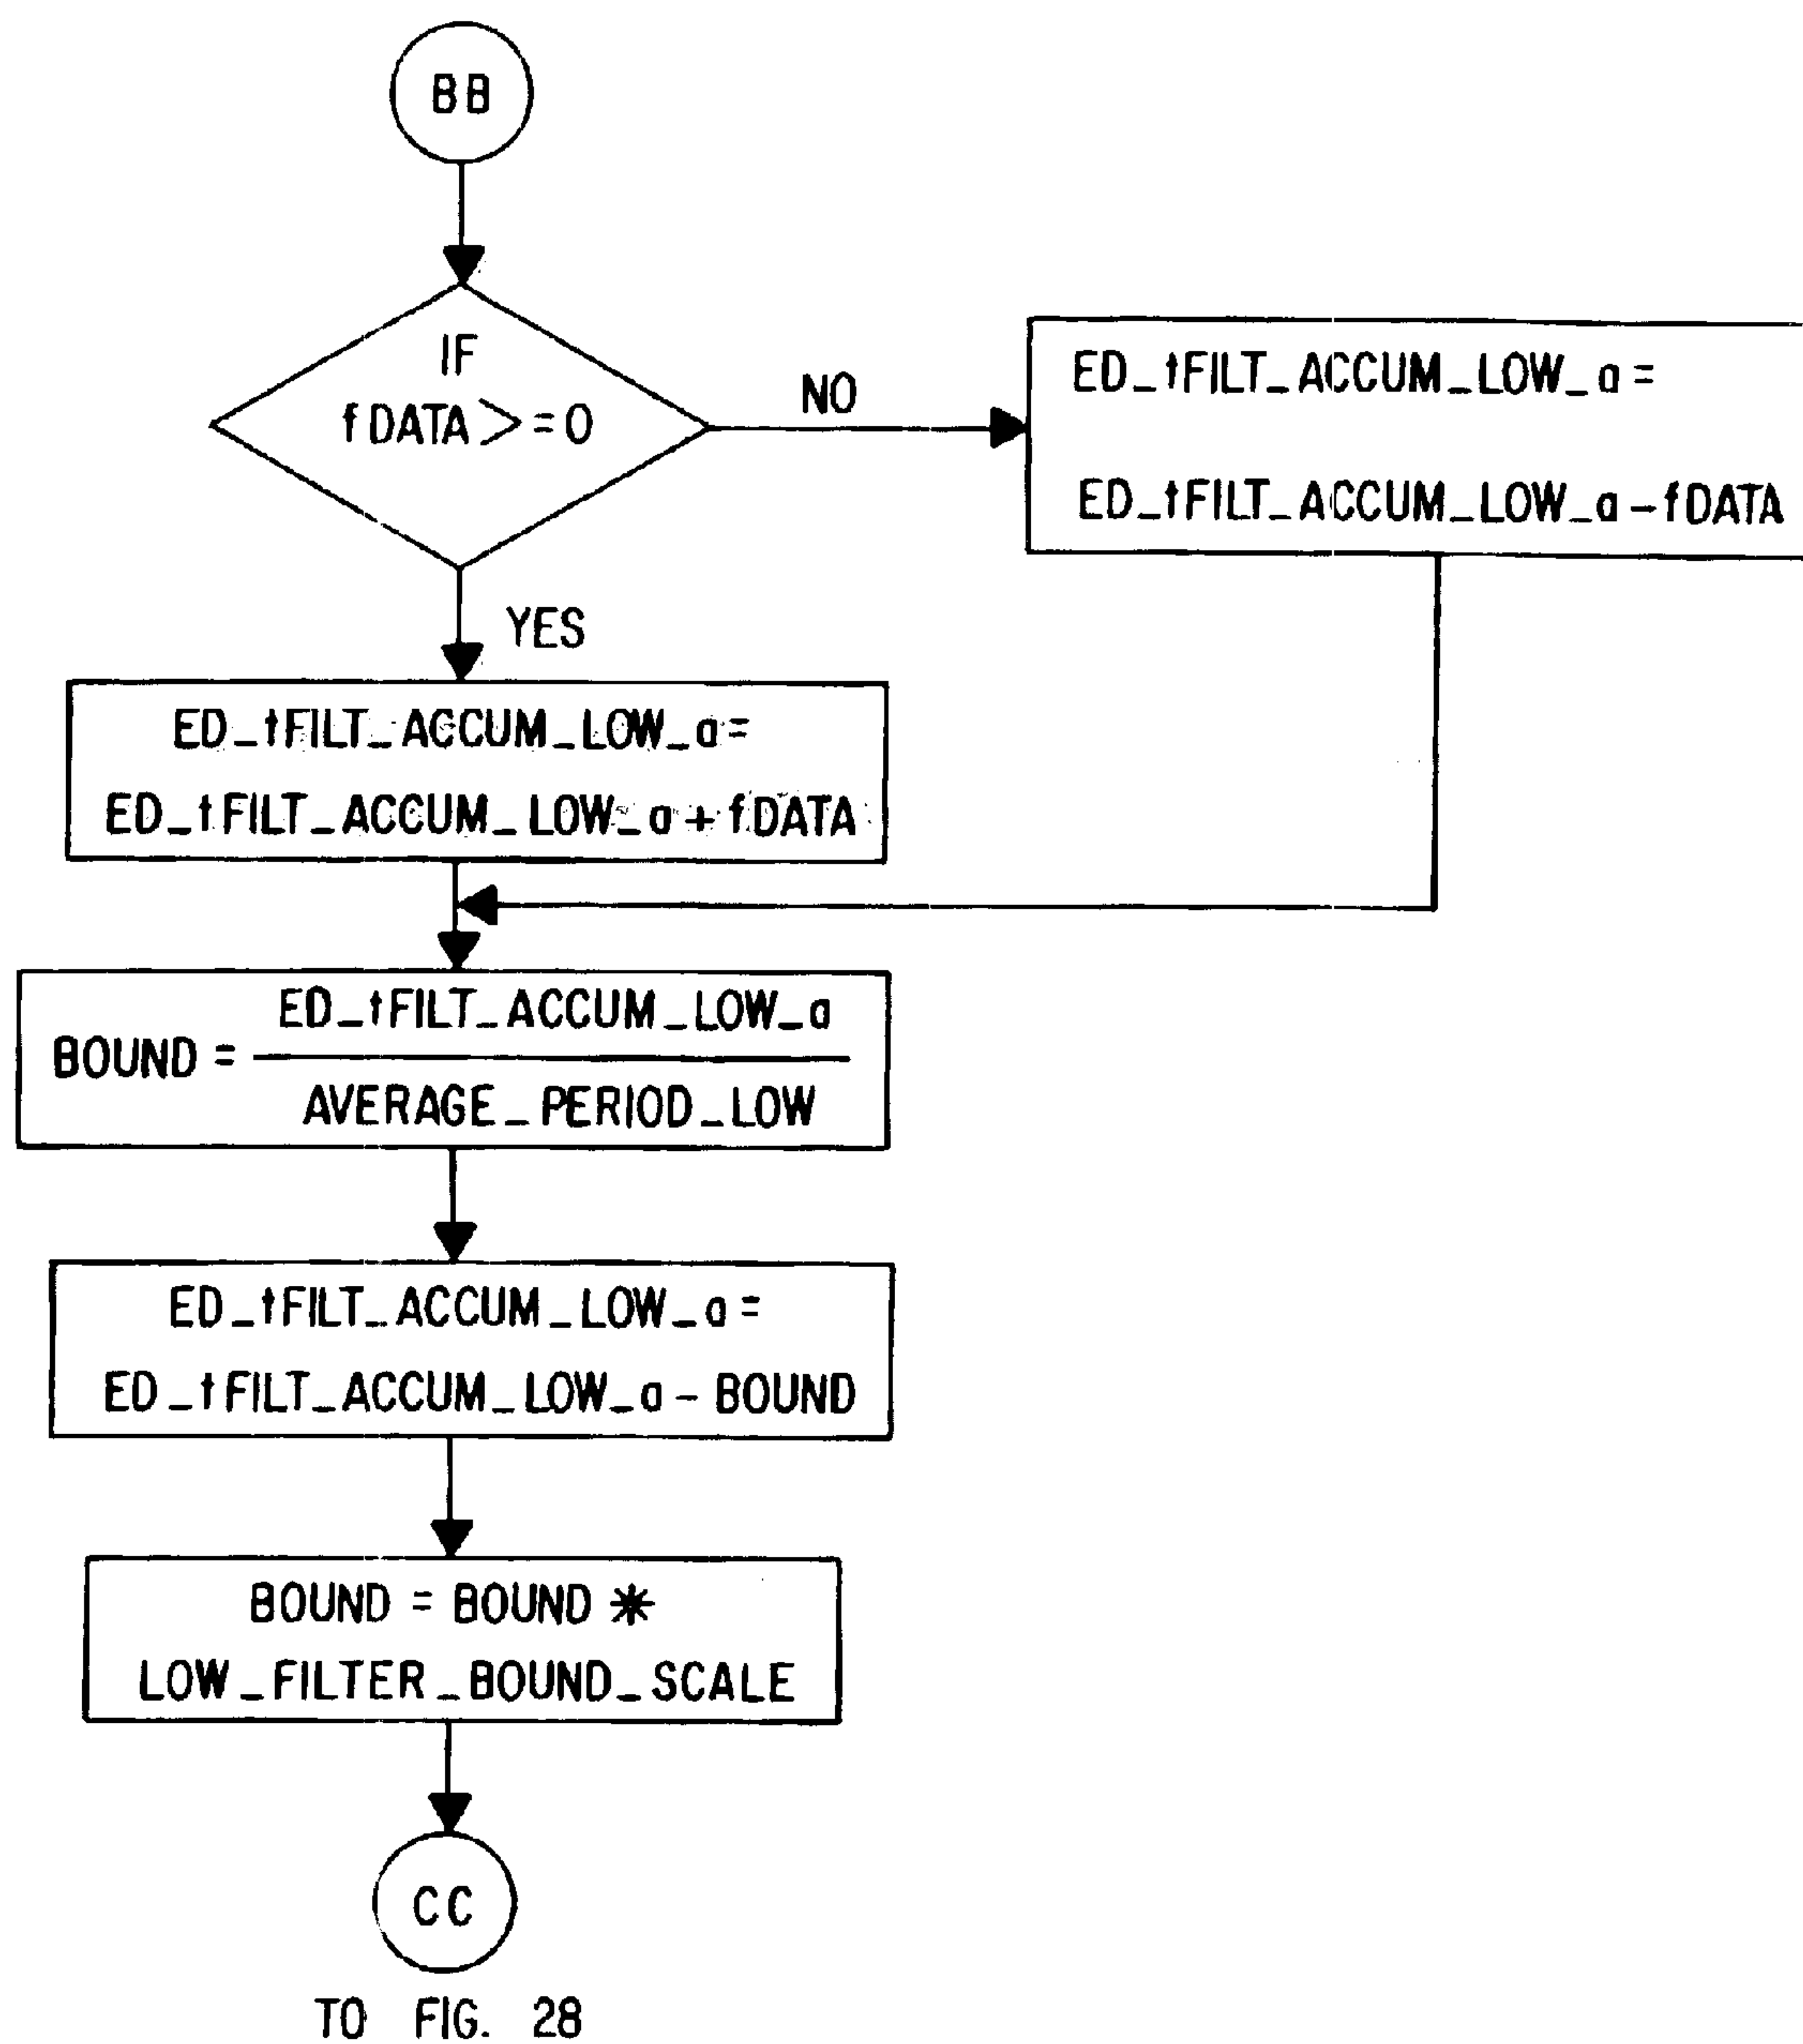 BB
IF
fDATA>=0
NO
ED_tFILT_ACCUM_LOW_a=
ED_tFILT_ACCUM_LOW_a-fDATA
YES
ED_tFILT_ACCUM_LOW_a=
ED_tFILT_ACCUM_LOW_a+fDATA
ED_tFILT_ACCUM_LOW_a
BOUND =
AVERAGE_PERIOD_LOW
ED_tFILT_ACCUM_LOW_a=
ED_tFILT_ACCUM_LOW_a-BOUND
BOUND = BOUND *
LOW_FILTER_BOUND_SCALE
CC
TO FIG. 28